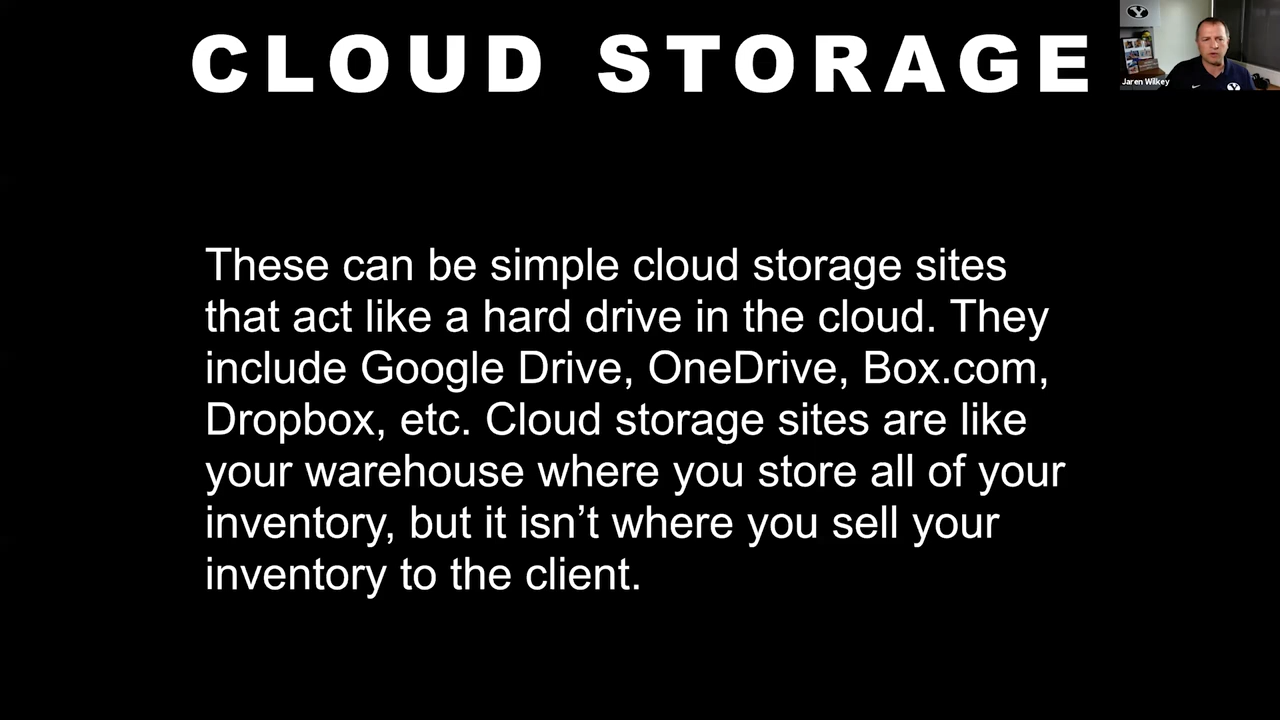 CLOUD STORAGE
Jaren Wilkey
These can be simple cloud storage sites
that act like a hard drive in the cloud. They
include Google Drive, OneDrive, Box.com,
Dropbox, etc. Cloud storage sites are like
your warehouse where you store all of your
inventory, but it isn’t where you sell your
inventory to the client.